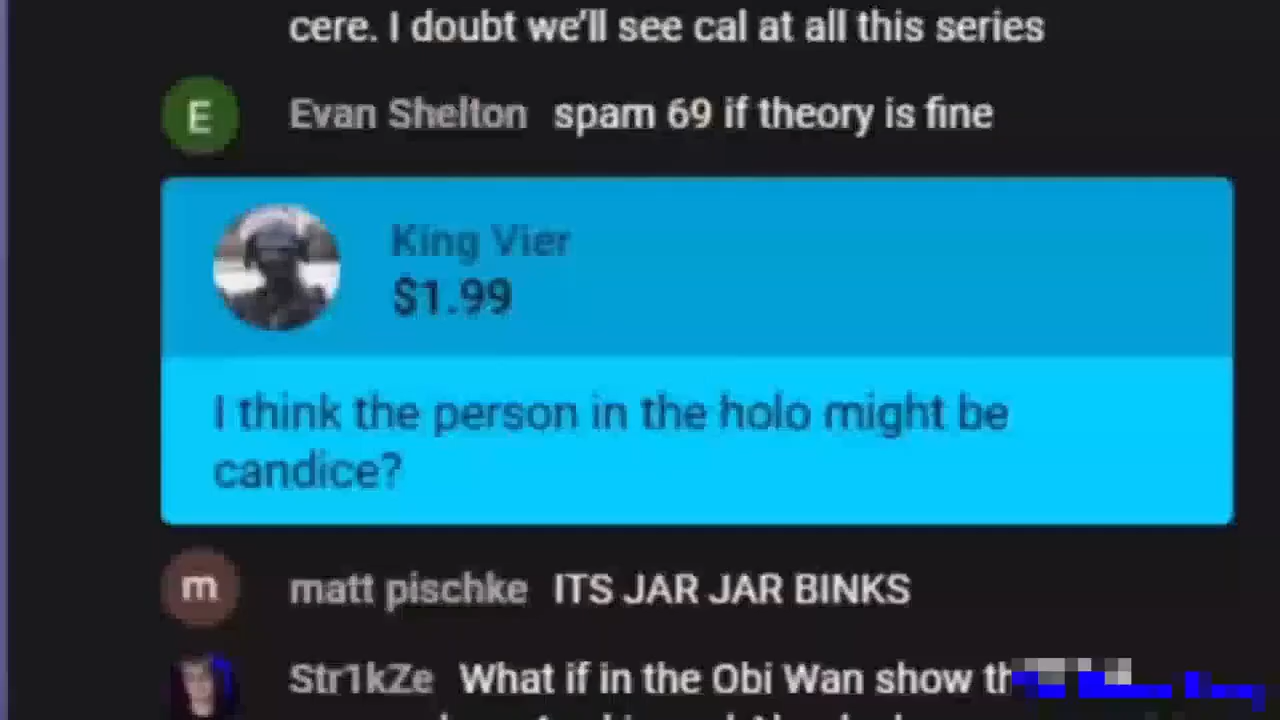 cere. I doubt we'll see cal at all this series
E Evan Shelton spam 69 if theory is fine
King Vier
$1.99
I think the person in the holo might be
candice?
m matt pischke ITS JAR JAR BINKS
Str1kZe What if in the Obi Wan show